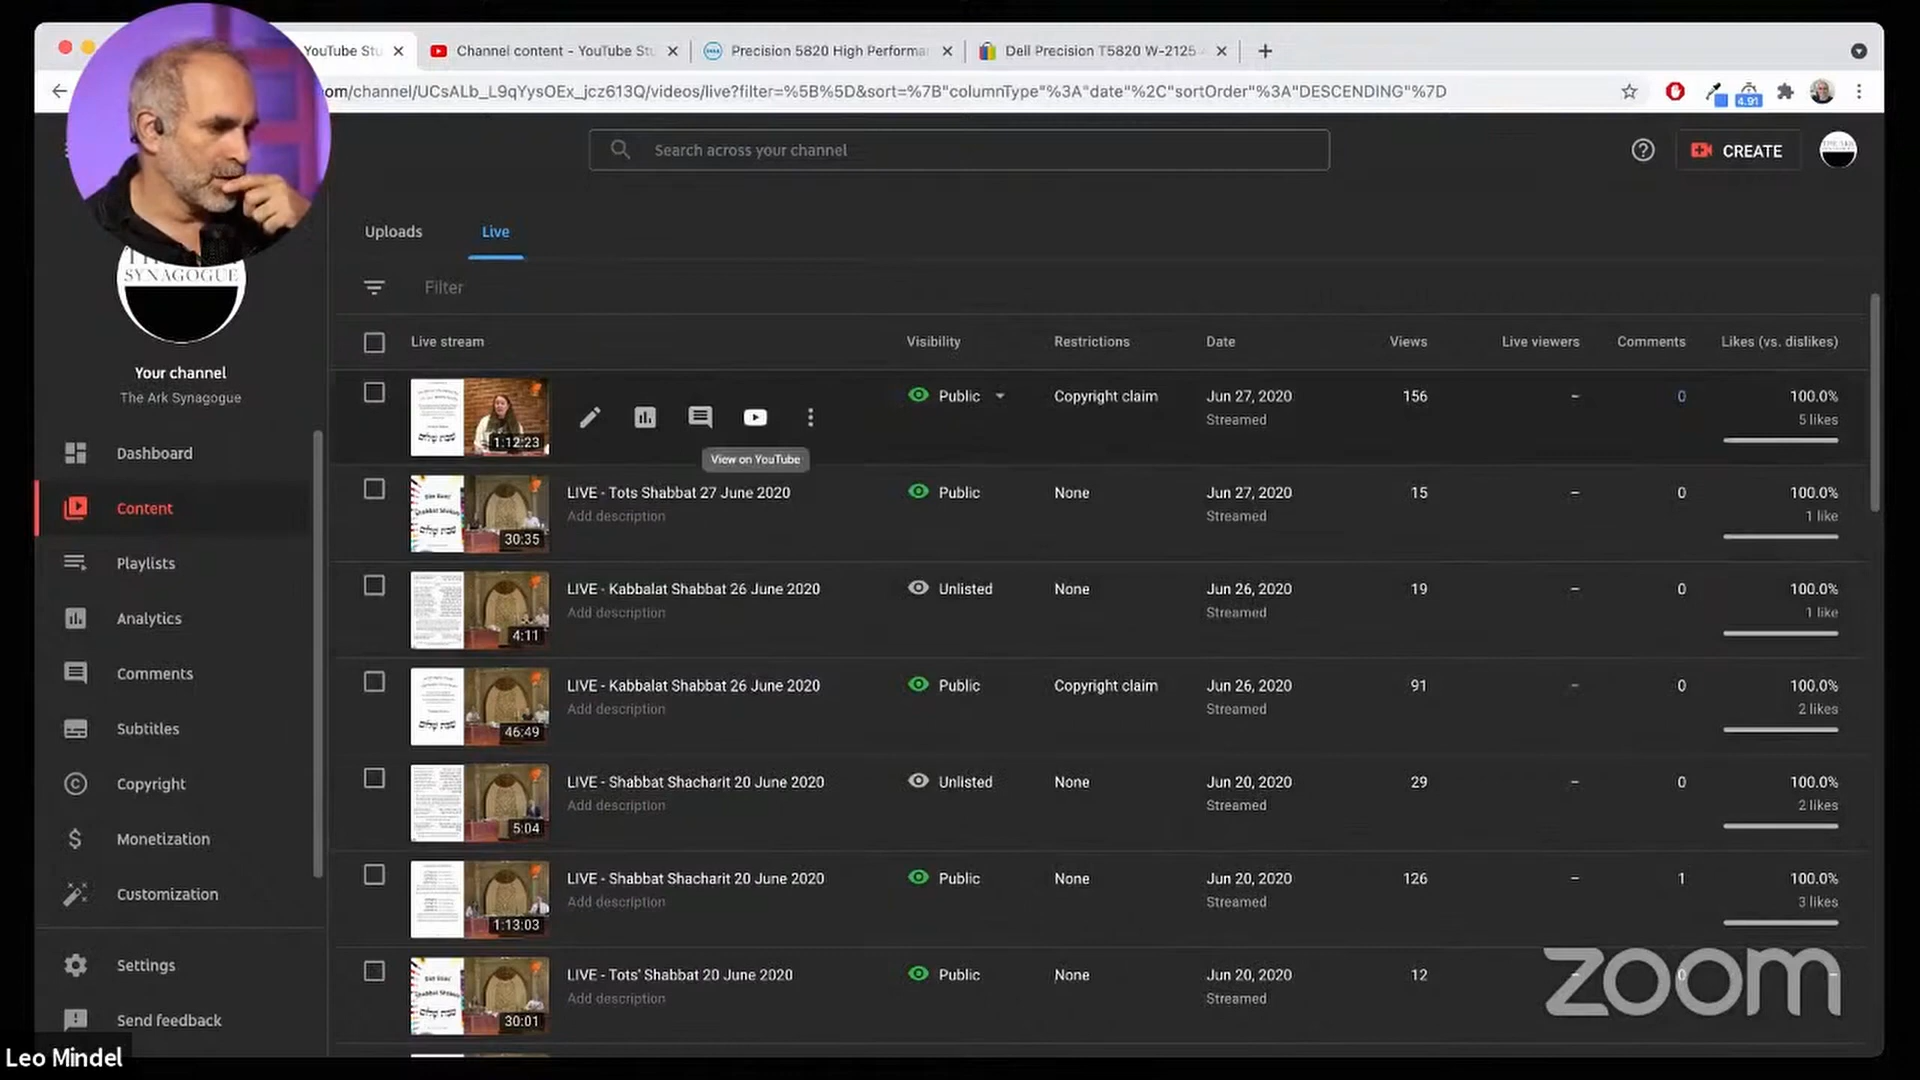 YouTube Stu
Channel content - YouTube Stu
Precision 5820 High Performa
Dell Precision T5820 W-2125
om/channel/UCsALb_L9qYysOEx_jcz613Q/videos/live?filter=%5B%5D&sort=%7B"columnType"%3A"date"%2C"sortOrder"%3A"DESCENDING"%7D
4.91
Search across your channel
CREATE
SYNAGOGUE
Your channel
The Ark Synagogue
Dashboard
Content
Playlists
Analytics
Comments
Subtitles
Copyright
Monetization
Customization
Settings
Send feedback
Uploads Live
Filter
Live stream Visibility Restrictions Date Views Live viewers Comments Likes (vs. dislikes)
1:12:23 Public Copyright claim Jun 27, 2020 156 – 0 100.0%
Streamed 5 likes
View on YouTube
LIVE - Tots Shabbat 27 June 2020 Public None Jun 27, 2020 15 – 0 100.0%
Add description Streamed 1 like
30:35
LIVE - Kabbalat Shabbat 26 June 2020 Unlisted None Jun 26, 2020 19 – 0 100.0%
Add description Streamed 1 like
4:11
LIVE - Kabbalat Shabbat 26 June 2020 Public Copyright claim Jun 26, 2020 91 – 0 100.0%
Add description Streamed 2 likes
46:49
LIVE - Shabbat Shacharit 20 June 2020 Unlisted None Jun 20, 2020 29 – 0 100.0%
Add description Streamed 2 likes
5:04
LIVE - Shabbat Shacharit 20 June 2020 Public None Jun 20, 2020 126 – 1 100.0%
Add description Streamed 3 likes
1:13:03
LIVE - Tots' Shabbat 20 June 2020 Public None Jun 20, 2020 12 – 0 –
Add description Streamed
30:01
zoom
Leo Mindel